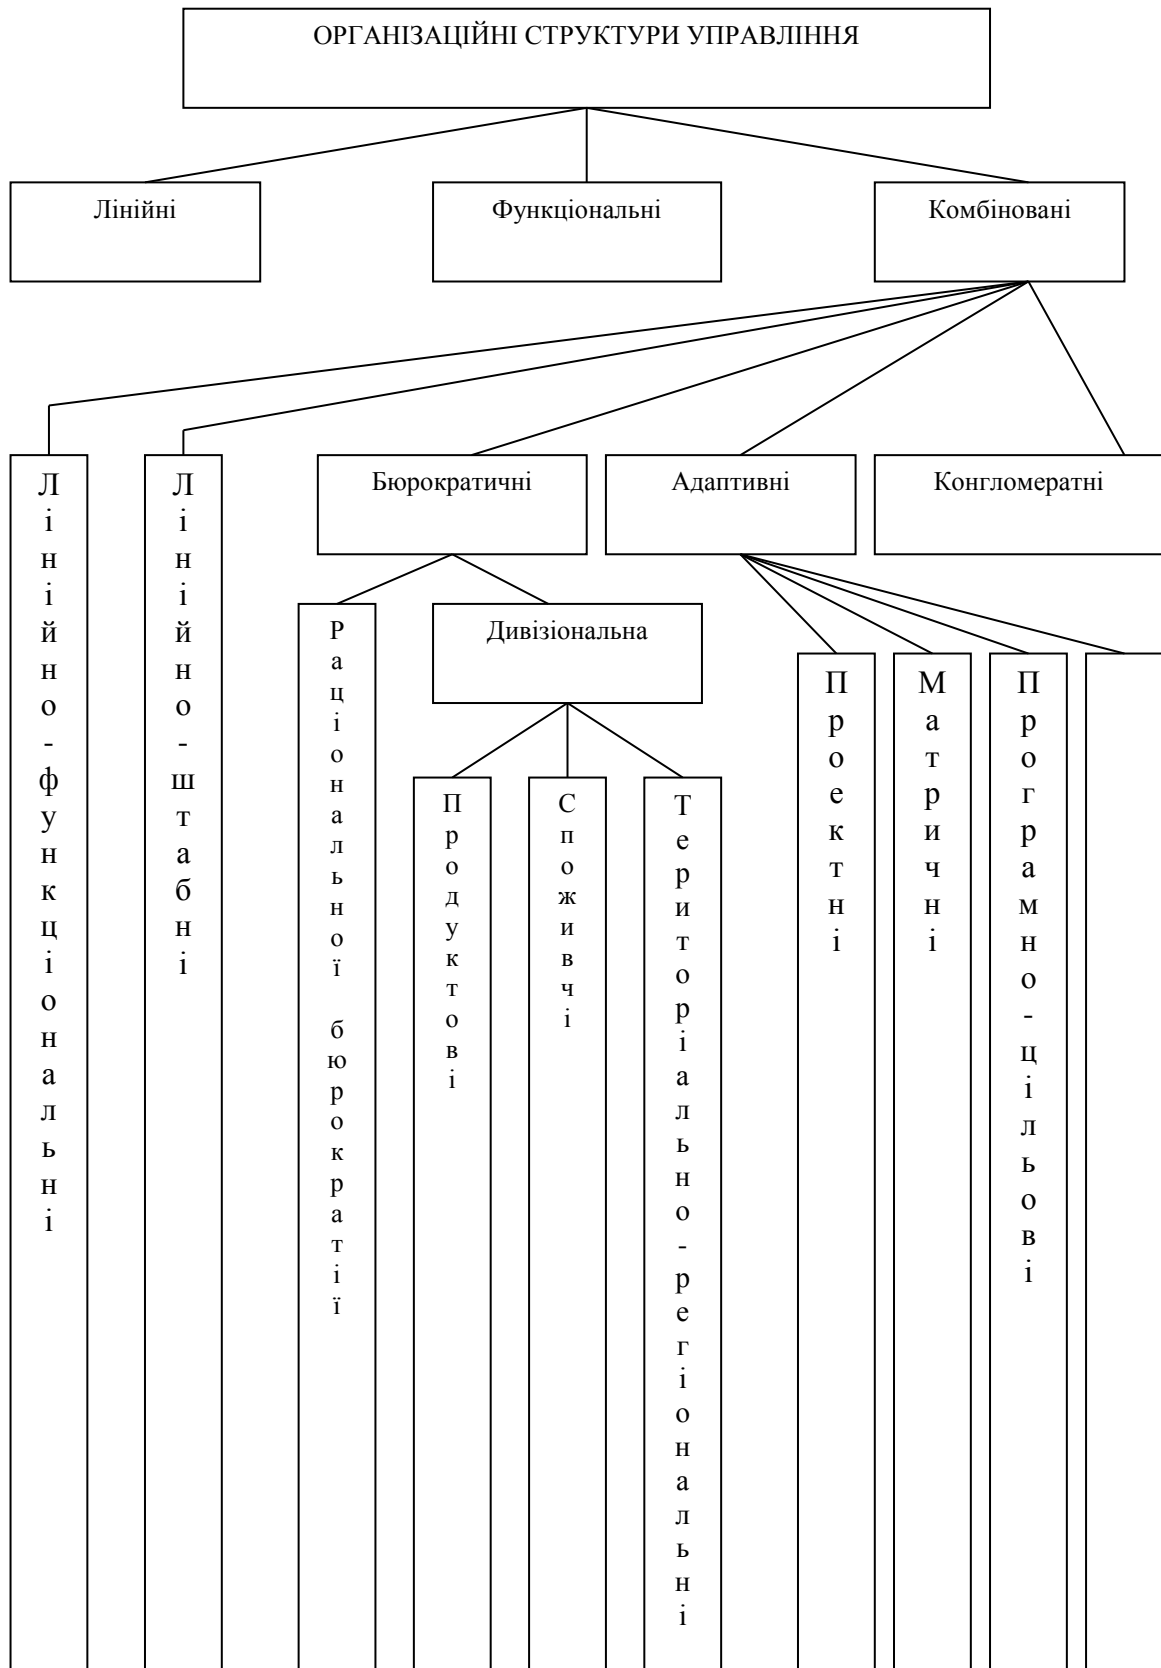 ОРГАНІЗАЦІЙНІ СТРУКТУРИ УПРАВЛІННЯ
Лінійні
Функціональні
Комбіновані
Лінійно-функціональні
Лінійно-штабні
Бюрократичні
Адаптивні
Конгломератні
Раціональної бюрократії
Дивізіональна
Продуктові
Споживчі
Територіально-регіональні
Проектні
Матричні
Програмно-цільові